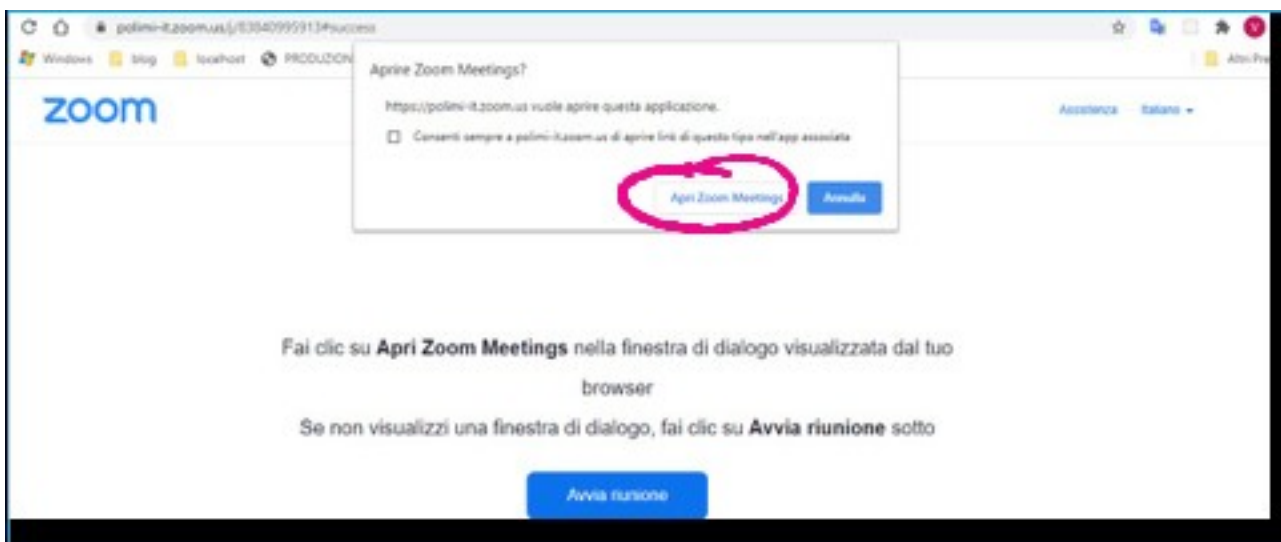 polimi-it.zoom.us/j/83840995913#success
Windows blog localhost PRODUZION
Altri Pre
zoom
Assistenza Italiano
Aprire Zoom Meetings?
https://polimi-it.zoom.us vuole aprire questa applicazione.
Consenti sempre a polimi-it.zoom.us di aprire link di questo tipo nell'app associata
Apri Zoom Meetings Annulla
Fai clic su Apri Zoom Meetings nella finestra di dialogo visualizzata dal tuo
browser
Se non visualizzi una finestra di dialogo, fai clic su Avvia riunione sotto
Avvia riunione